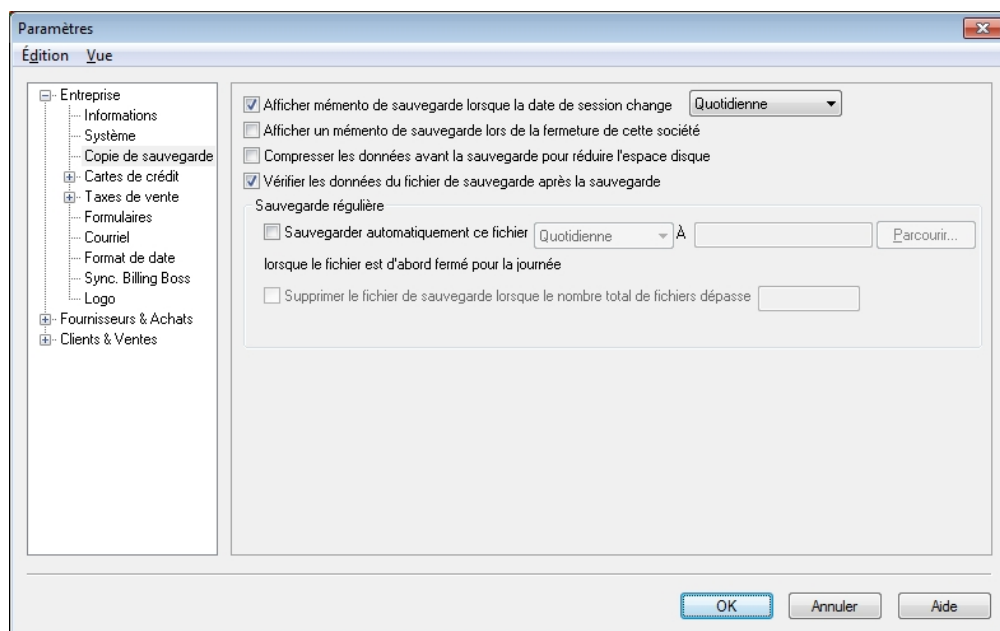 Paramètres
Édition Vue
Entreprise
Informations
Système
Copie de sauvegarde
Cartes de crédit
Taxes de vente
Formulaires
Courriel
Format de date
Sync. Billing Boss
Logo
Fournisseurs & Achats
Clients & Ventes
Afficher mémento de sauvegarde lorsque la date de session change Quotidienne
Afficher un mémento de sauvegarde lors de la fermeture de cette société
Compresser les données avant la sauvegarde pour réduire l'espace disque
Vérifier les données du fichier de sauvegarde après la sauvegarde
Sauvegarde régulière
Sauvegarder automatiquement ce fichier Quotidienne À Parcourir...
lorsque le fichier est d'abord fermé pour la journée
Supprimer le fichier de sauvegarde lorsque le nombre total de fichiers dépasse
OK Annuler Aide